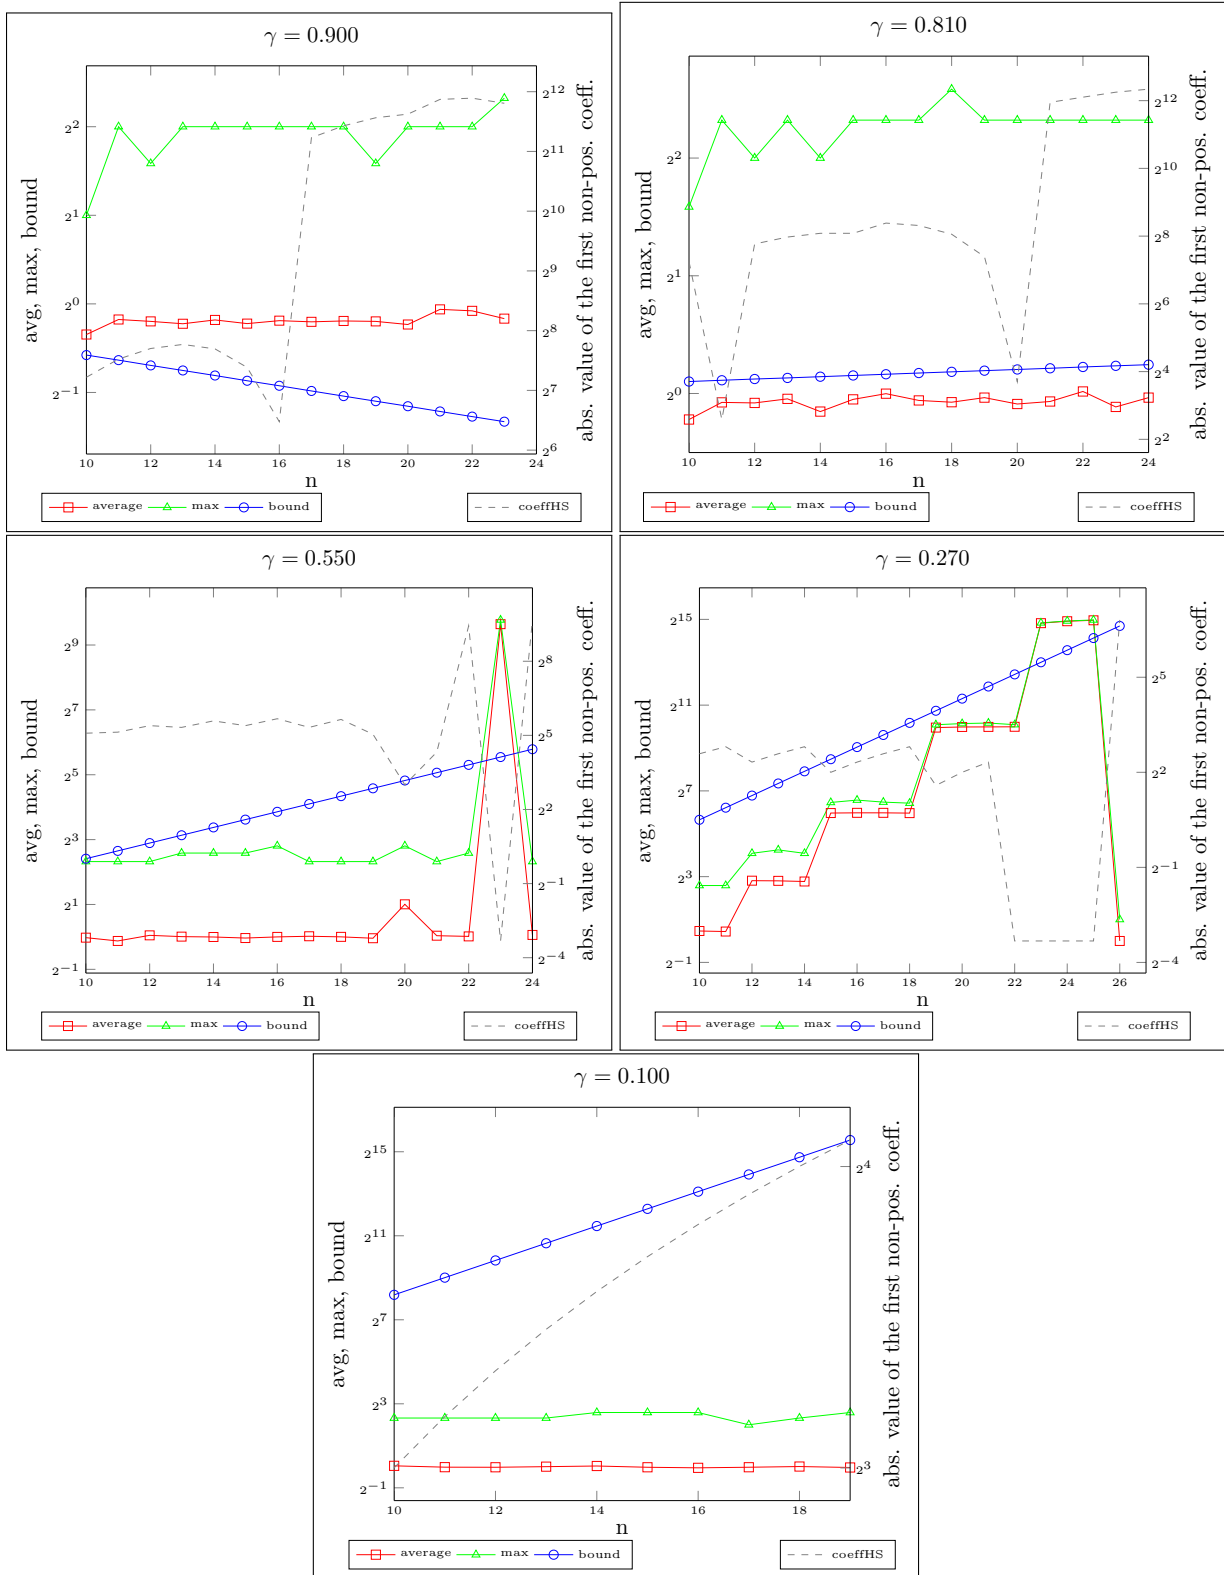 γ = 0.900
avg, max, bound
2^2
2^1
2^0
2^−1
2^12
2^11
2^10
2^9
2^8
2^7
2^6
abs. value of the first non-pos. coeff.
10 12 14 16 18 20 22 24
n
average max bound
coeffHS
γ = 0.810
avg, max, bound
2^2
2^1
2^0
2^12
2^10
2^8
2^6
2^4
2^2
abs. value of the first non-pos. coeff.
10 12 14 16 18 20 22 24
n
average max bound
coeffHS
γ = 0.550
avg, max, bound
2^9
2^7
2^5
2^3
2^1
2^−1
2^8
2^5
2^2
2^−1
2^−4
abs. value of the first non-pos. coeff.
10 12 14 16 18 20 22 24
n
average max bound
coeffHS
γ = 0.270
avg, max, bound
2^15
2^11
2^7
2^3
2^−1
2^5
2^2
2^−1
2^−4
abs. value of the first non-pos. coeff.
10 12 14 16 18 20 22 24 26
n
average max bound
coeffHS
γ = 0.100
avg, max, bound
2^15
2^11
2^7
2^3
2^−1
2^4
2^3
abs. value of the first non-pos. coeff.
10 12 14 16 18
n
average max bound
coeffHS